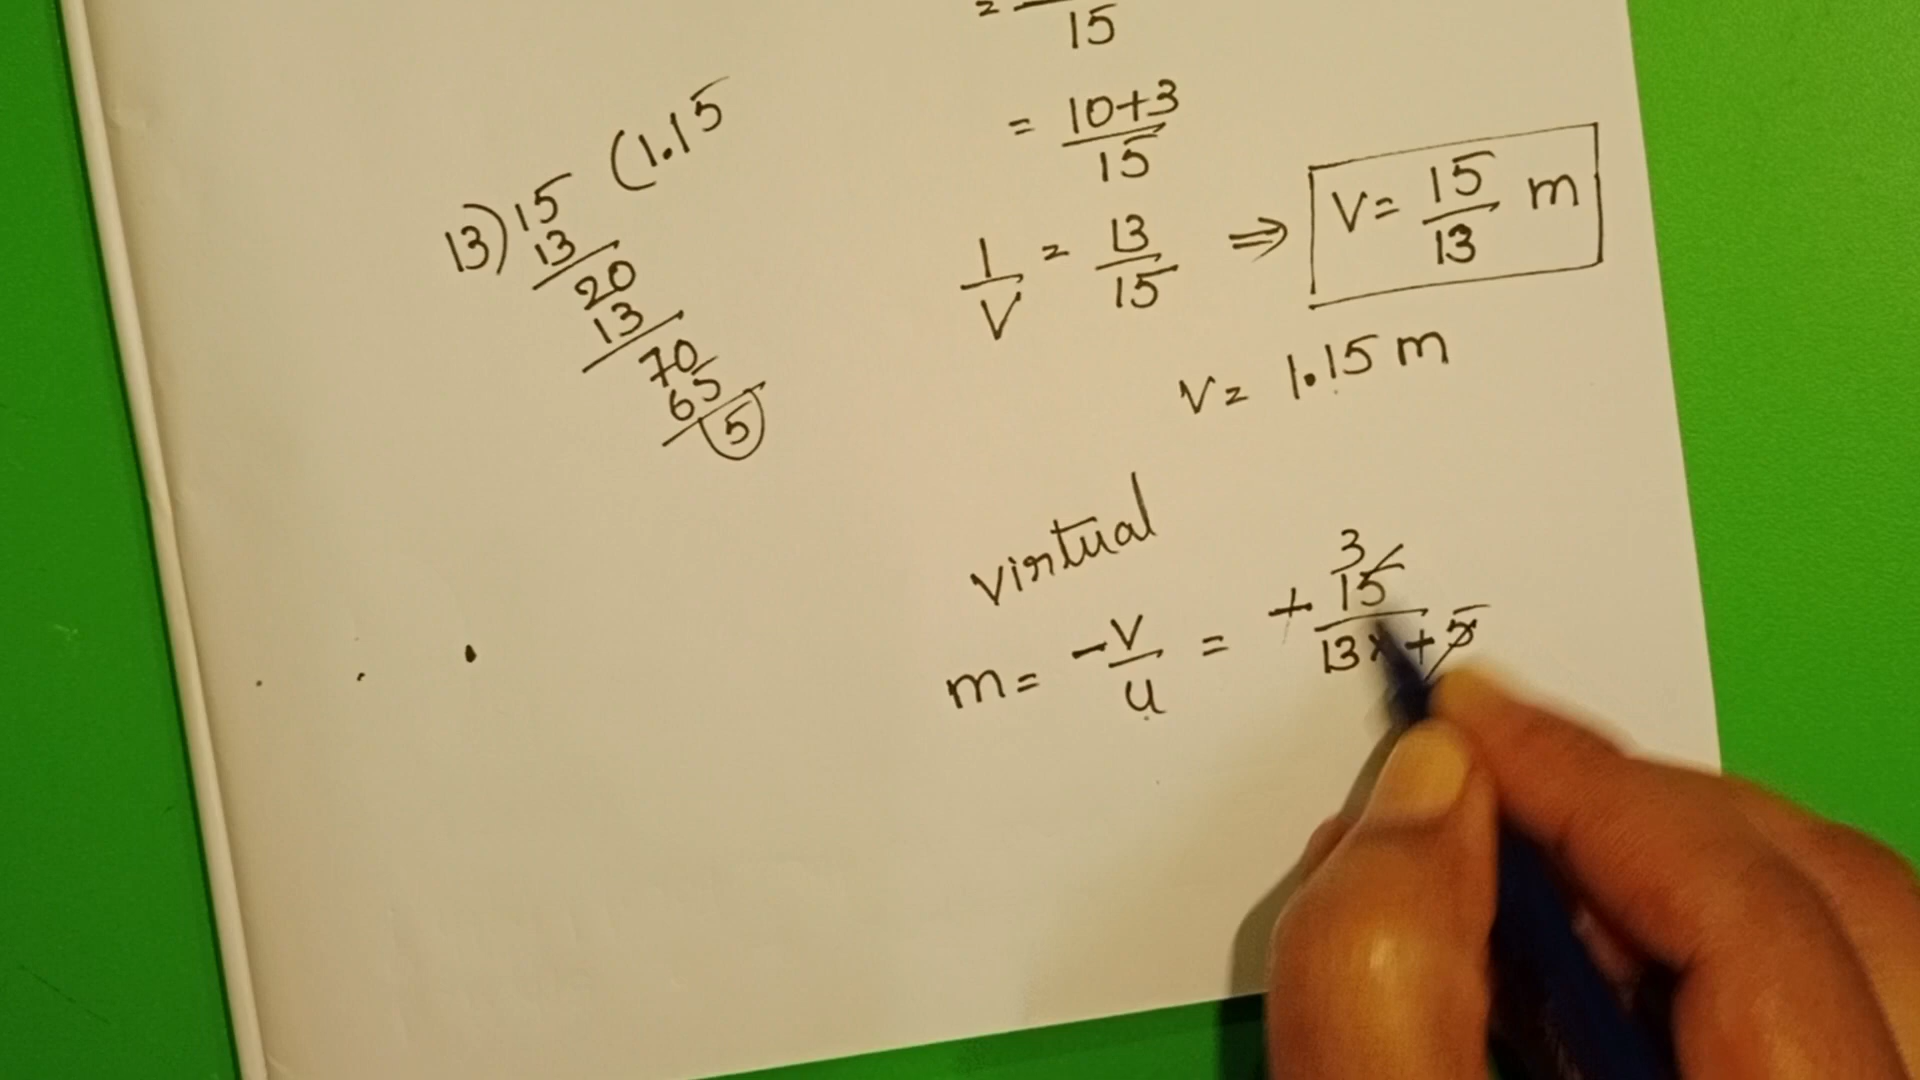 = —/15
= 10+3/15
1/V = 13/15 ⇒ V= 15/13 m
V= 1.15 m
13)15 (1.15
13
20
13
70
65
5
virtual
3
m= -V/u = + 15/13x+5